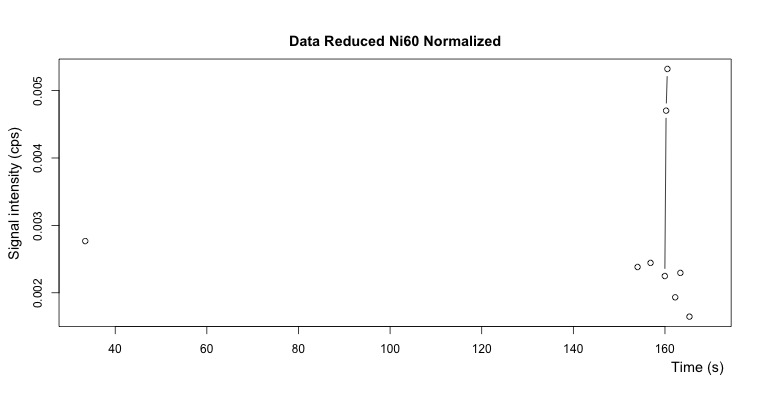 Data Reduced Ni60 Normalized
Signal intensity (cps)
0.005
0.004
0.003
0.002
40 60 80 100 120 140 160
Time (s)